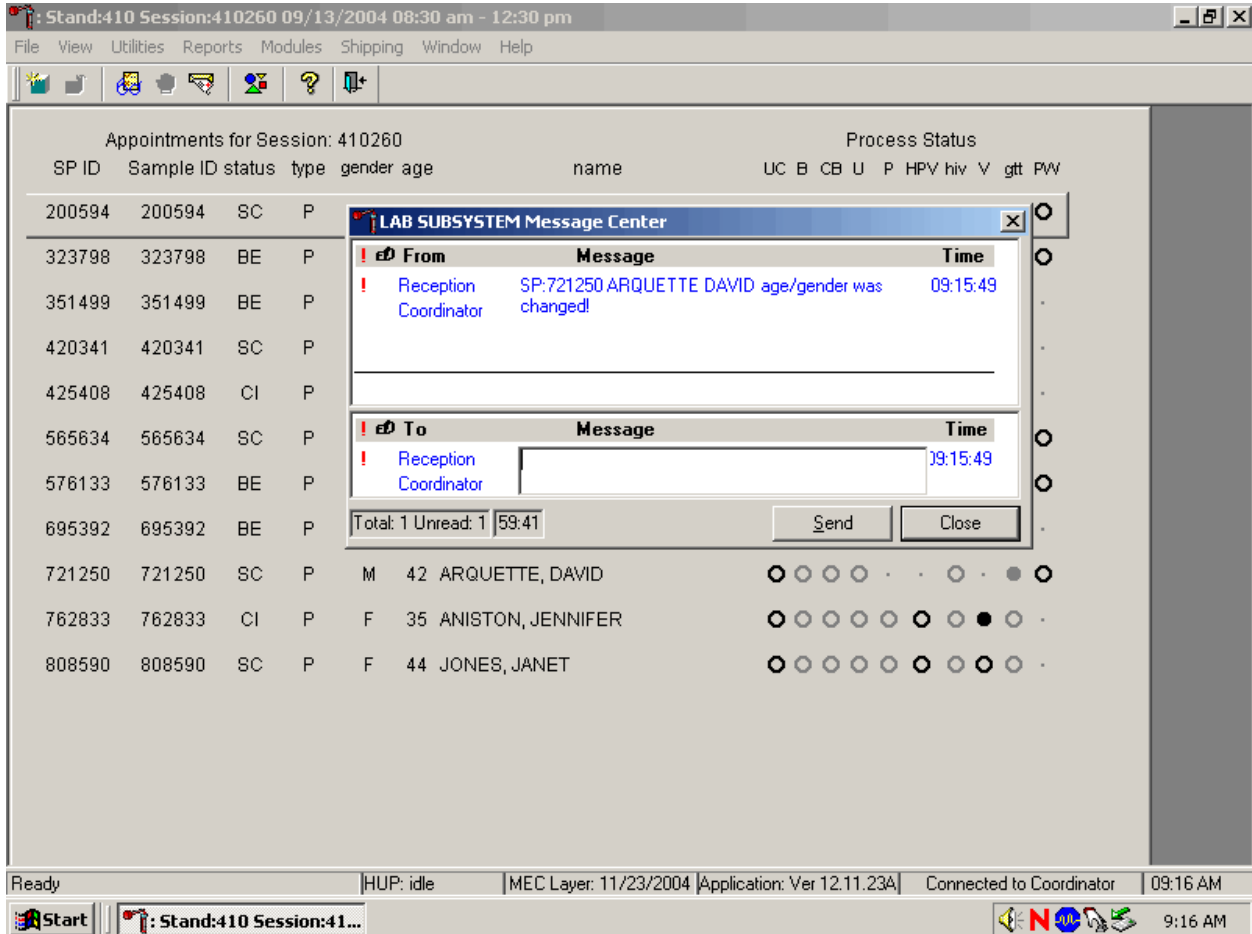 : Stand:410 Session:410260 09/13/2004 08:30 am - 12:30 pm
File View Utilities Reports Modules Shipping Window Help
Appointments for Session: 410260 Process Status
SP ID Sample ID status type gender age name UC B CB U P HPV hiv V gtt PW
200594 200594 SC P
323798 323798 BE P
351499 351499 BE P
420341 420341 SC P
425408 425408 CI P
565634 565634 SC P
576133 576133 BE P
695392 695392 BE P
LAB SUBSYSTEM Message Center
! From Message Time
! Reception SP:721250 ARQUETTE DAVID age/gender was 09:15:49
Coordinator changed!
! To Message Time
! Reception 09:15:49
Coordinator
Total: 1 Unread: 1 59:41 Send Close
721250 721250 SC P M 42 ARQUETTE, DAVID
762833 762833 CI P F 35 ANISTON, JENNIFER
808590 808590 SC P F 44 JONES, JANET
Ready HUP: idle MEC Layer: 11/23/2004 Application: Ver 12.11.23A Connected to Coordinator 09:16 AM
Start : Stand:410 Session:41... N 9:16 AM